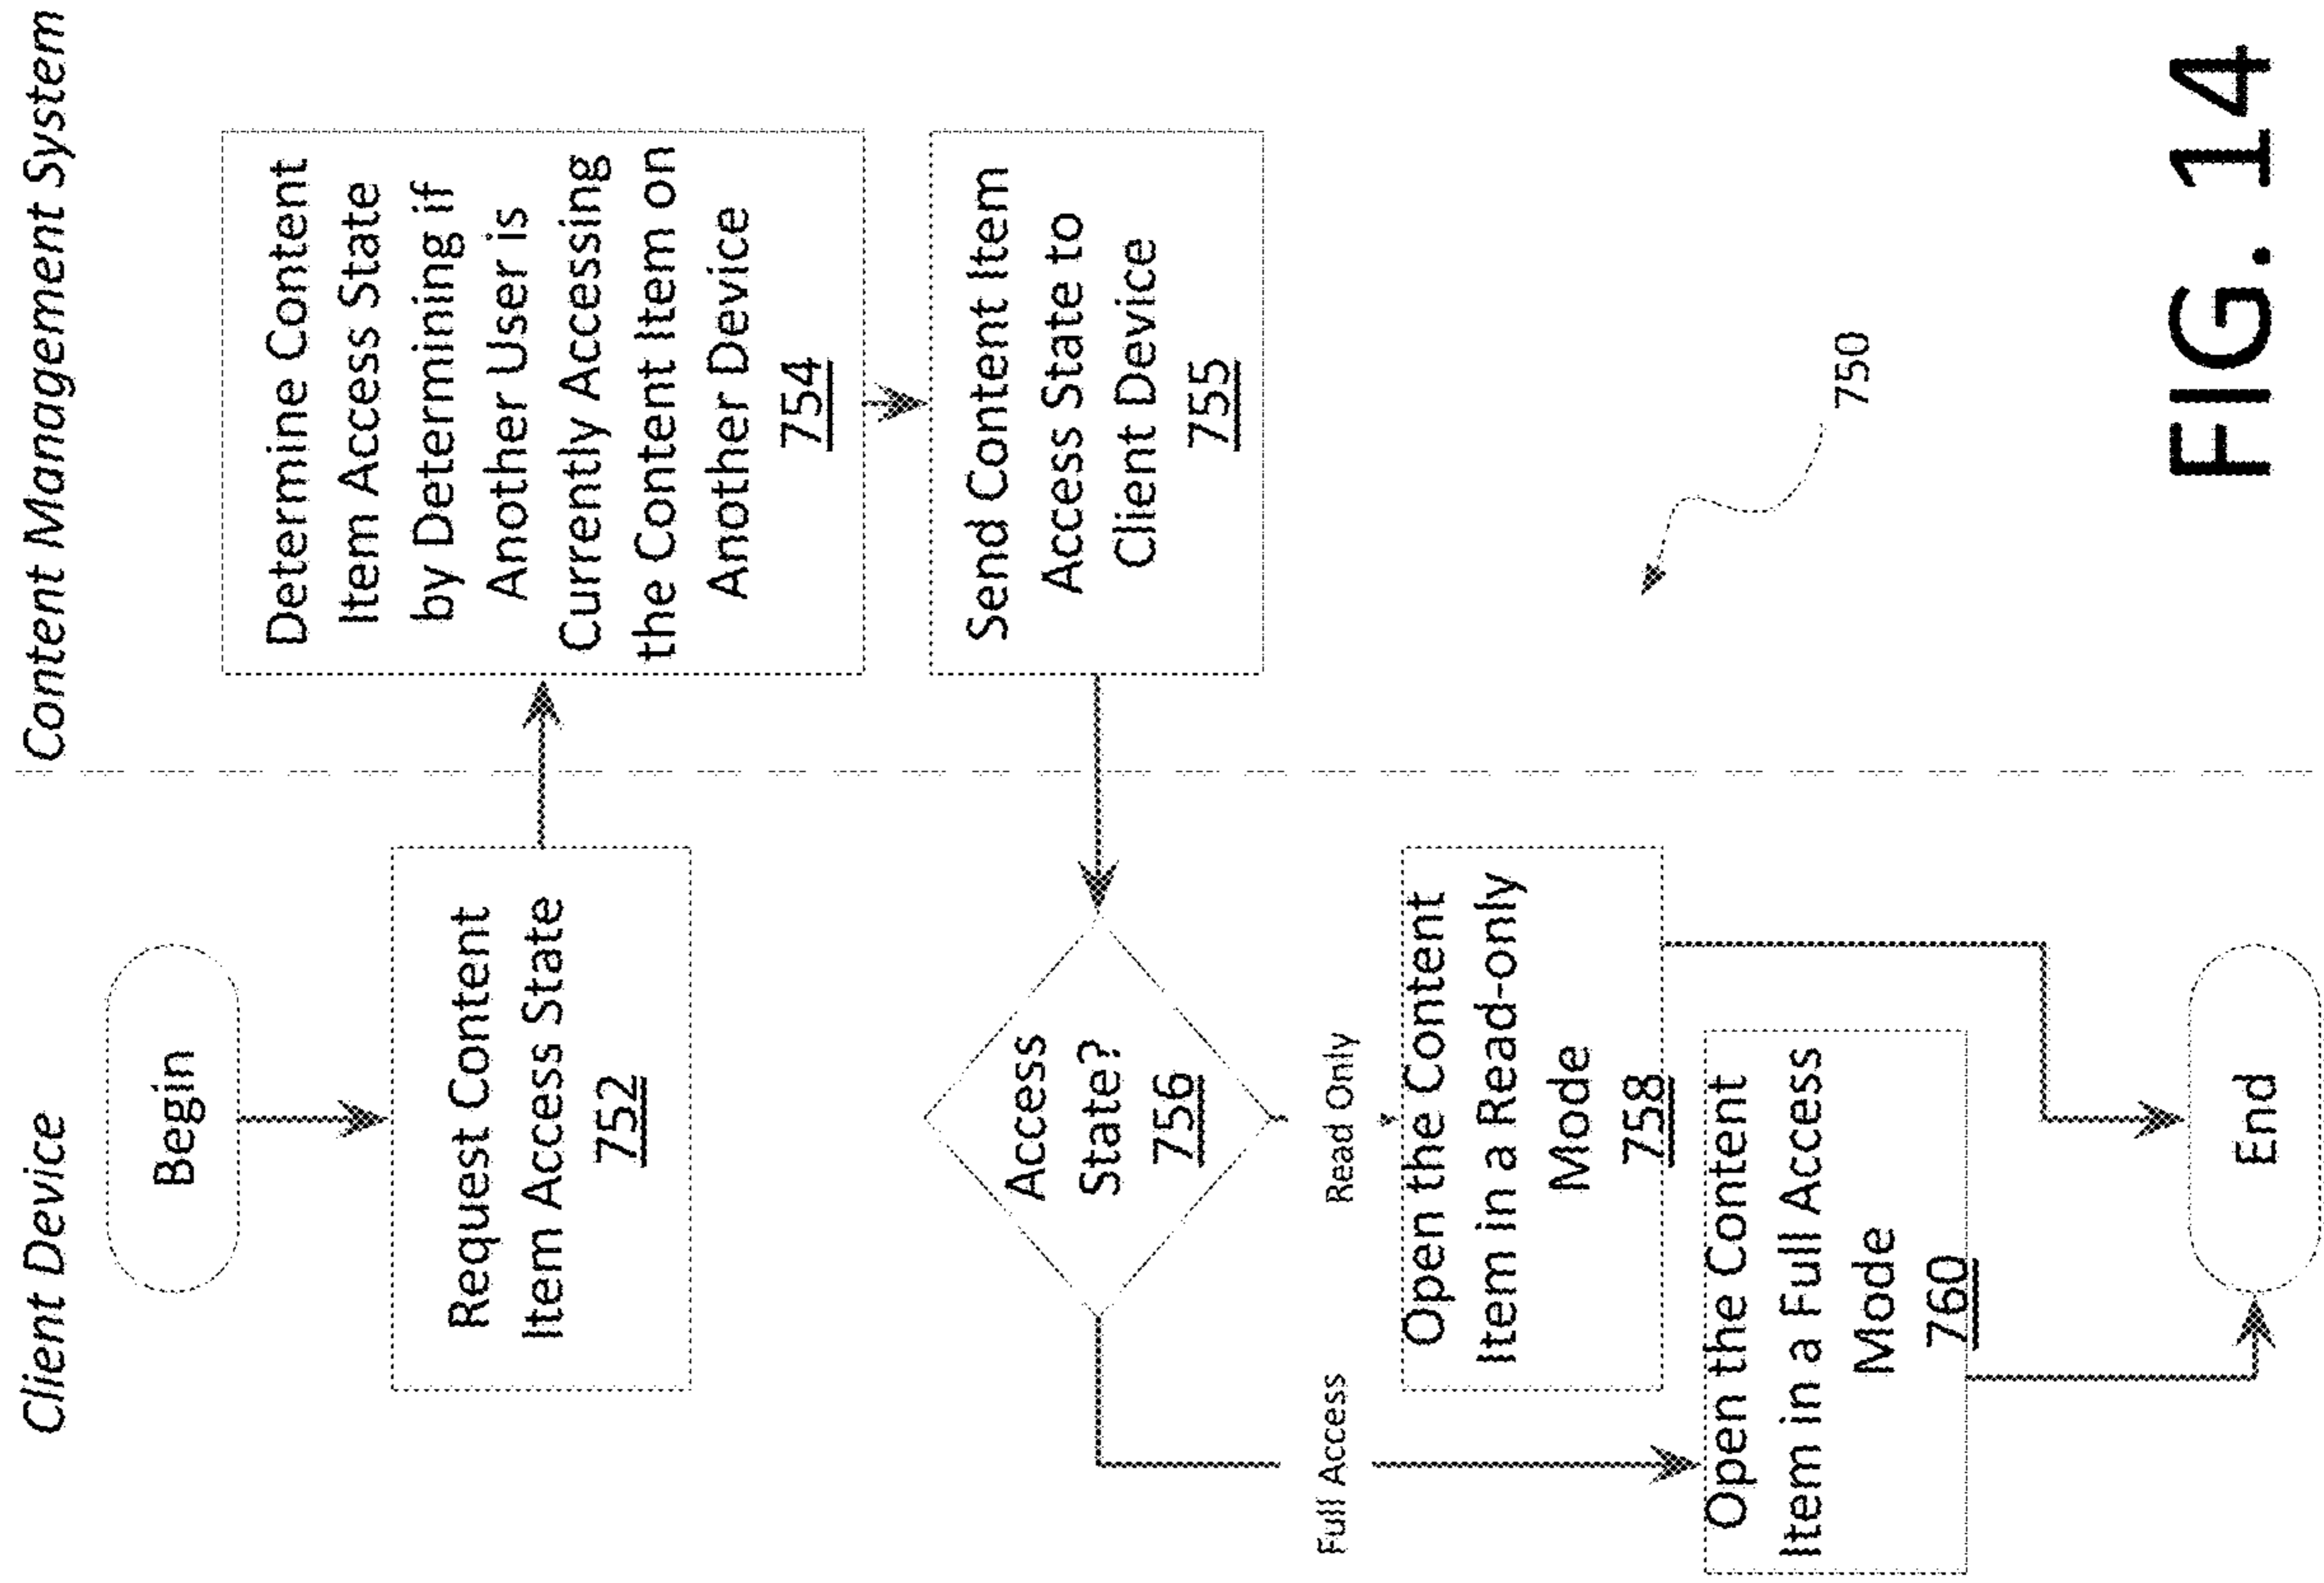 Client Device
Content Management System
Begin
Request Content
Item Access State
752
Determine Content
Item Access State
by Determining if
Another User is
Currently Accessing
the Content Item on
Another Device
754
Send Content Item
Access State to
Client Device
755
Access
State?
756
Read Only
Full Access
Open the Content
Item in a Read-only
Mode
758
Open the Content
Item in a Full Access
Mode
760
End
750
FIG. 14